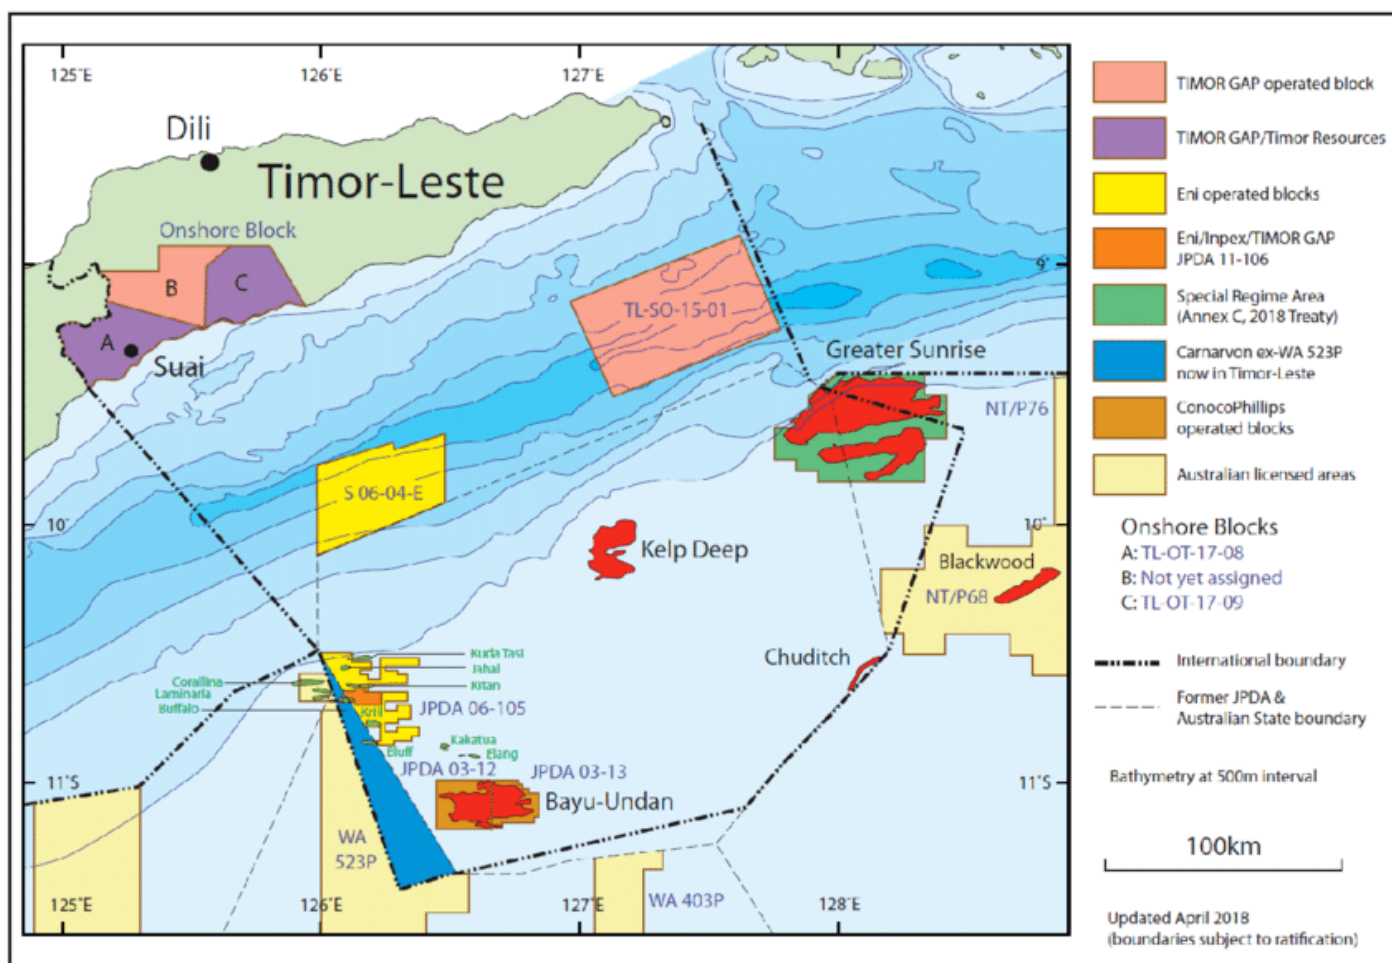 125°E
126°E
127°E
Dili
Timor-Leste
Onshore Block
B
C
A
Suai
TL-SO-15-01
9°
Greater Sunrise
NT/P76
S 06-04-E
10°
10°
Kelp Deep
Blackwood
NT/P68
Chuditch
Kuda Tasi
Jahal
Kitan
Corallina
Laminaria
Buffalo
Krill
JPDA 06-105
Kakatua
Elang
Bluff
JPDA 03-12
JPDA 03-13
11°S
11°S
Bayu-Undan
WA
523P
WA 403P
125°E
126°E
127°E
128°E
TIMOR GAP operated block
TIMOR GAP/Timor Resources
Eni operated blocks
Eni/Inpex/TIMOR GAP
JPDA 11-106
Special Regime Area
(Annex C, 2018 Treaty)
Carnarvon ex-WA 523P
now in Timor-Leste
ConocoPhillips
operated blocks
Australian licensed areas
Onshore Blocks
A: TL-OT-17-08
B: Not yet assigned
C: TL-OT-17-09
International boundary
Former JPDA &
Australian State boundary
Bathymetry at 500m interval
100km
Updated April 2018
(boundaries subject to ratification)